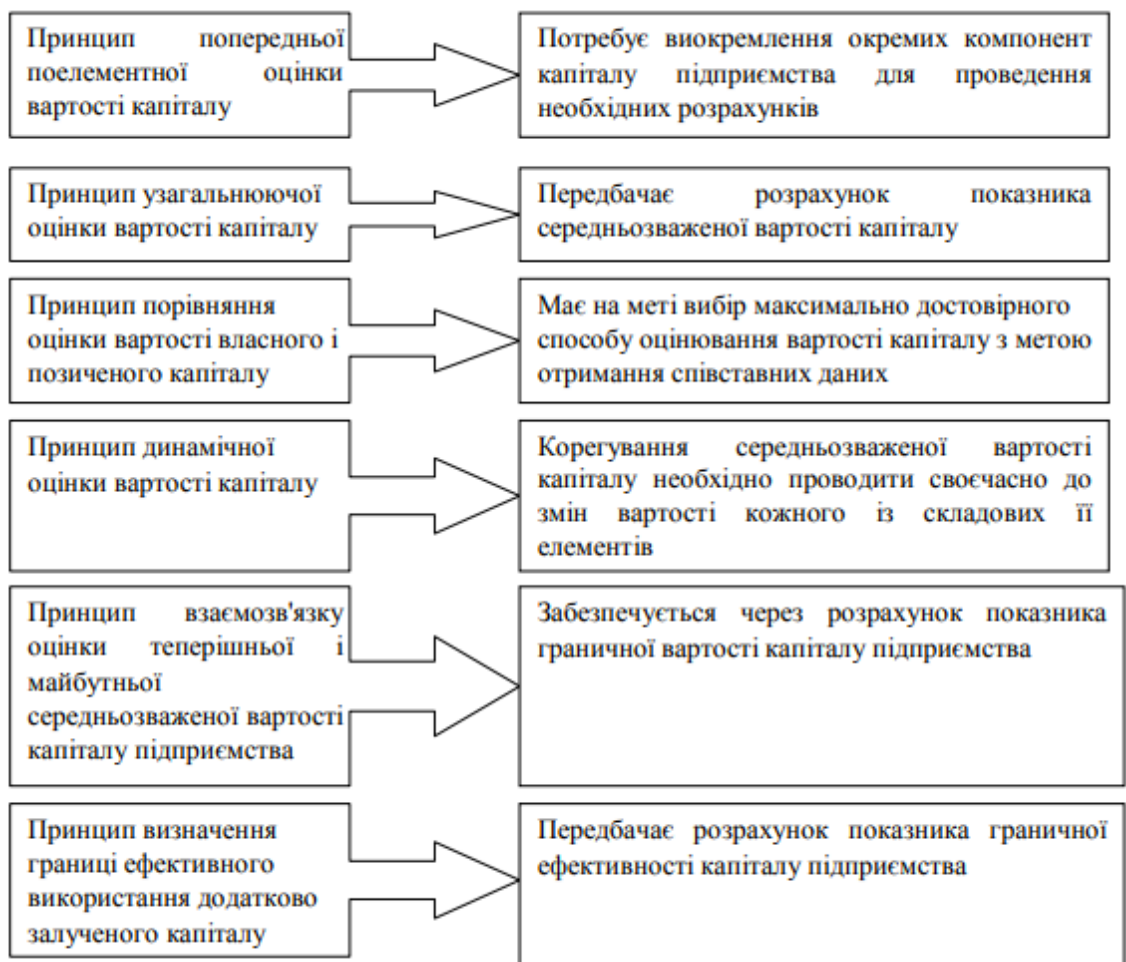 Принцип попередньої
поелементної оцінки
вартості капіталу
Потребує виокремлення окремих компонент
капіталу підприємства для проведення
необхідних розрахунків
Принцип узагальнюючої
оцінки вартості капіталу
Передбачає розрахунок показника
середньозваженої вартості капіталу
Принцип порівняння
оцінки вартості власного і
позиченого капіталу
Має на меті вибір максимально достовірного
способу оцінювання вартості капіталу з метою
отримання співставних даних
Принцип динамічної
оцінки вартості капіталу
Корегування середньозваженої вартості
капіталу необхідно проводити своєчасно до
змін вартості кожного із складових її
елементів
Принцип взаємозв'язку
оцінки теперішньої і
майбутньої
середньозваженої вартості
капіталу підприємства
Забезпечується через розрахунок показника
граничної вартості капіталу підприємства
Принцип визначення
границі ефективного
використання додатково
залученого капіталу
Передбачає розрахунок показника граничної
ефективності капіталу підприємства